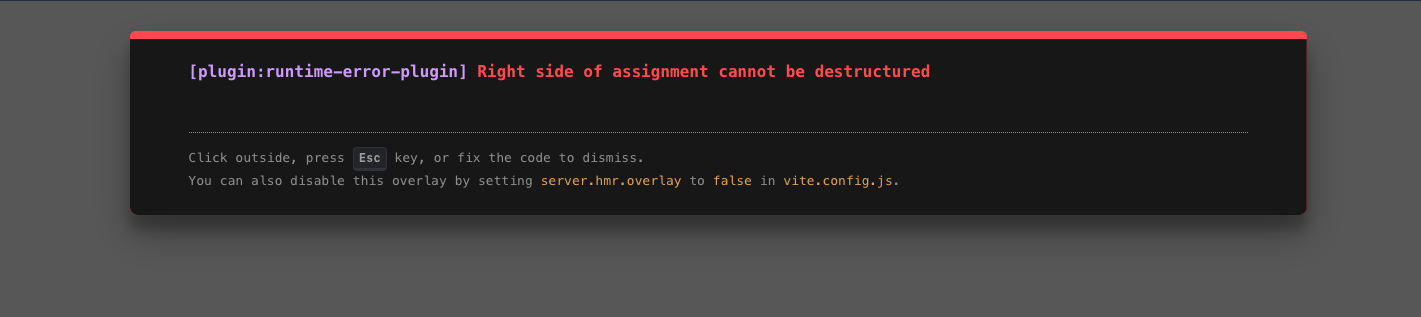 [plugin:runtime-error-plugin] Right side of assignment cannot be destructured
Click outside, press Esc key, or fix the code to dismiss.
You can also disable this overlay by setting server.hmr.overlay to false in vite.config.js.